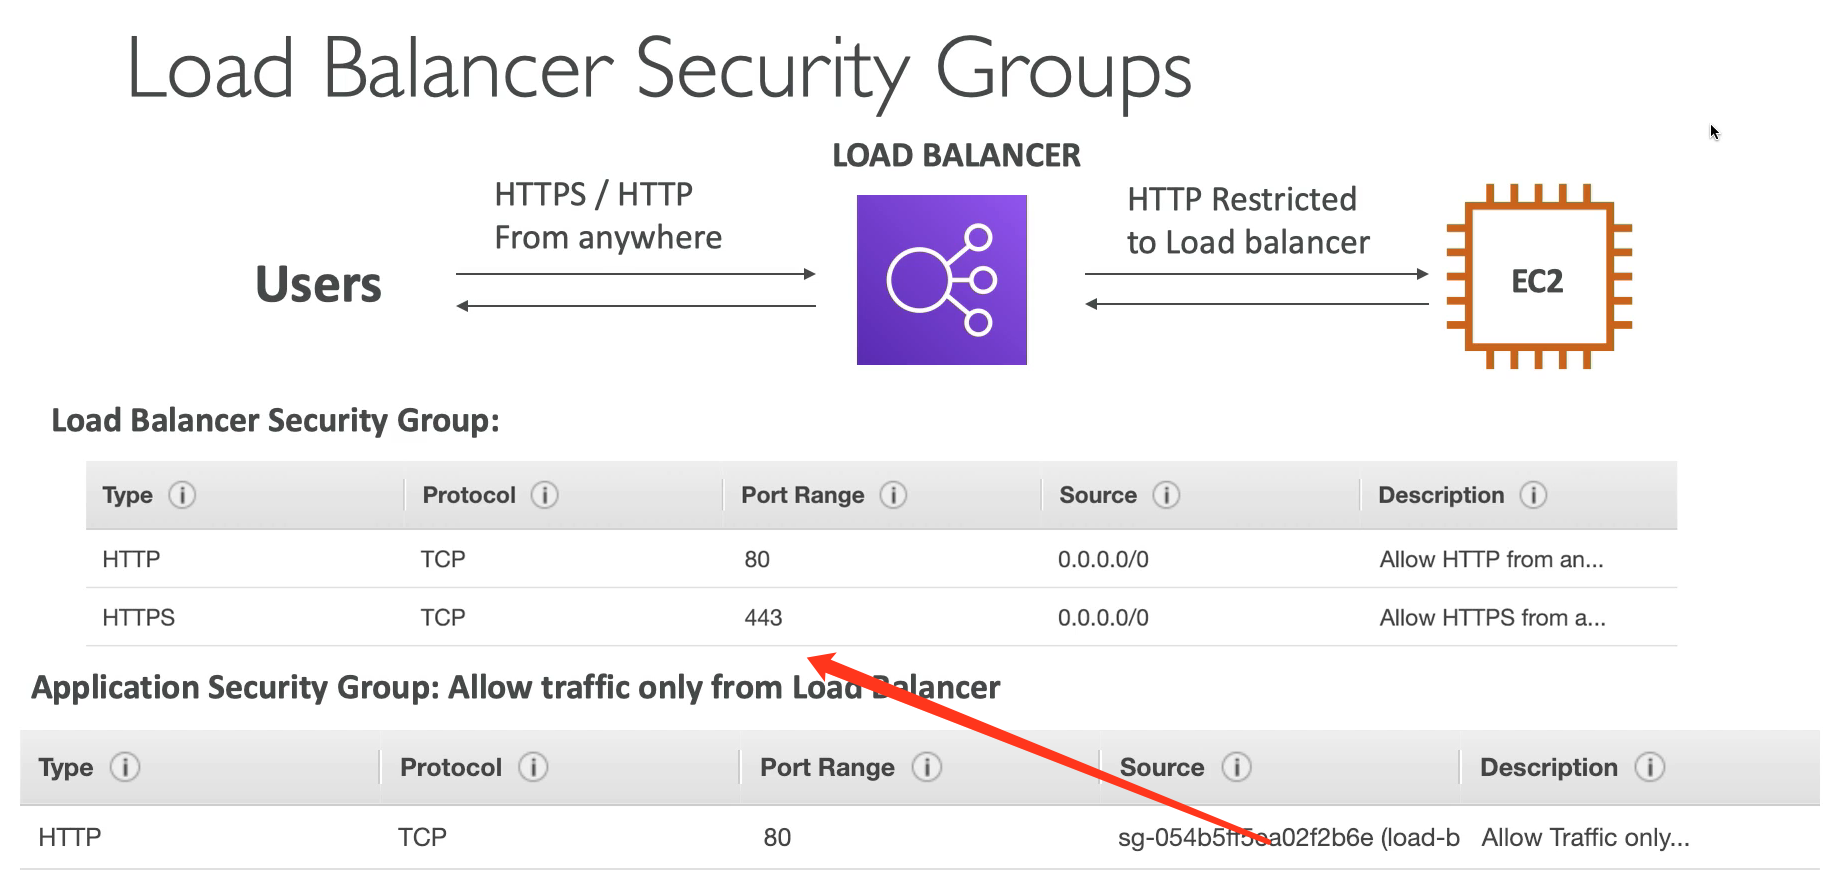 Load Balancer Security Groups
LOAD BALANCER
HTTPS / HTTP
From anywhere
HTTP Restricted
to Load balancer
Users
EC2
Load Balancer Security Group:
Type Protocol Port Range Source Description
HTTP TCP 80 0.0.0.0/0 Allow HTTP from an...
HTTPS TCP 443 0.0.0.0/0 Allow HTTPS from a...
Application Security Group: Allow traffic only from Load Balancer
Type Protocol Port Range Source Description
HTTP TCP 80 sg-054b5ff5ea02f2b6e (load-b Allow Traffic only...